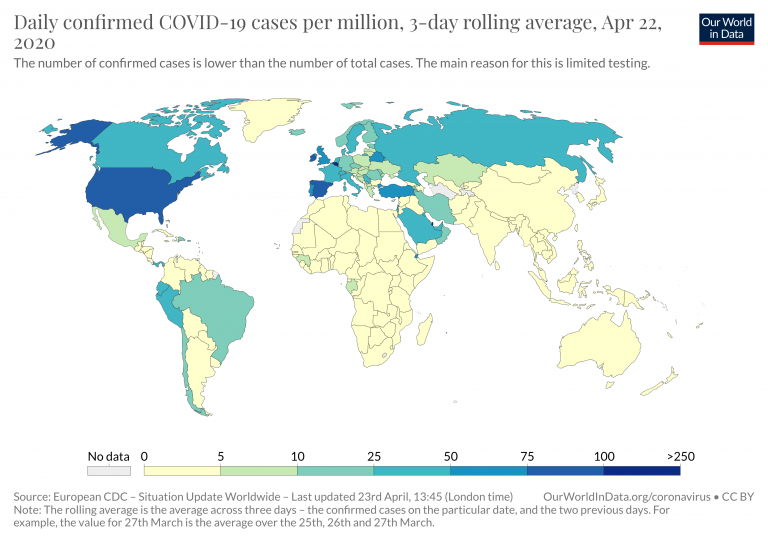 Daily confirmed COVID-19 cases per million, 3-day rolling average, Apr 22,
2020
Our World
in Data
The number of confirmed cases is lower than the number of total cases. The main reason for this is limited testing.
No data 0 5 10 25 50 75 100 >250
Source: European CDC – Situation Update Worldwide – Last updated 23rd April, 13:45 (London time) OurWorldInData.org/coronavirus • CC BY
Note: The rolling average is the average across three days – the confirmed cases on the particular date, and the two previous days. For
example, the value for 27th March is the average over the 25th, 26th and 27th March.